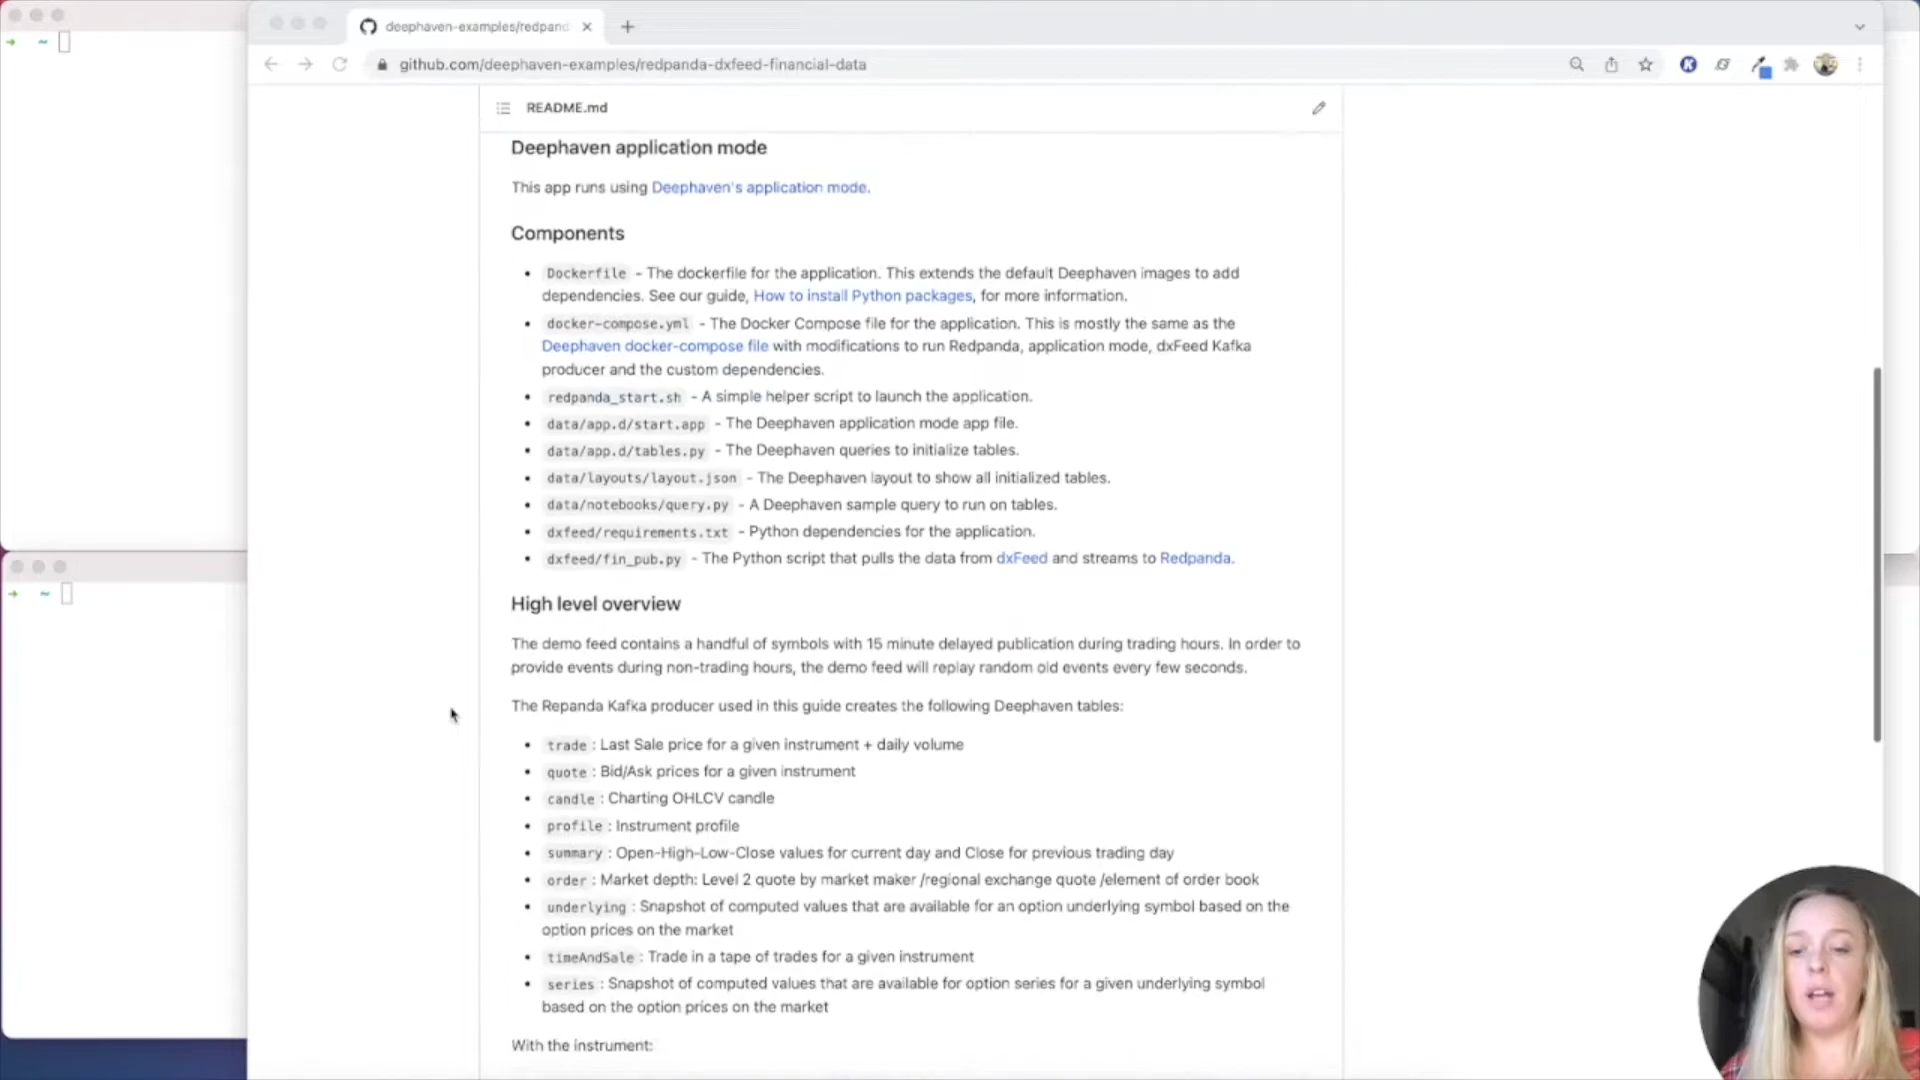 deephaven-examples/redpand
github.com/deephaven-examples/redpanda-dxfeed-financial-data
README.md
Deephaven application mode
This app runs using Deephaven's application mode.
Components
• Dockerfile - The dockerfile for the application. This extends the default Deephaven images to add
dependencies. See our guide, How to install Python packages, for more information.
• docker-compose.yml - The Docker Compose file for the application. This is mostly the same as the
Deephaven docker-compose file with modifications to run Redpanda, application mode, dxFeed Kafka
producer and the custom dependencies.
• redpanda_start.sh - A simple helper script to launch the application.
• data/app.d/start.app - The Deephaven application mode app file.
• data/app.d/tables.py - The Deephaven queries to initialize tables.
• data/layouts/layout.json - The Deephaven layout to show all initialized tables.
• data/notebooks/query.py - A Deephaven sample query to run on tables.
• dxfeed/requirements.txt - Python dependencies for the application.
• dxfeed/fin_pub.py - The Python script that pulls the data from dxFeed and streams to Redpanda.
High level overview
The demo feed contains a handful of symbols with 15 minute delayed publication during trading hours. In order to
provide events during non-trading hours, the demo feed will replay random old events every few seconds.
The Repanda Kafka producer used in this guide creates the following Deephaven tables:
• trade : Last Sale price for a given instrument + daily volume
• quote : Bid/Ask prices for a given instrument
• candle : Charting OHLCV candle
• profile : Instrument profile
• summary : Open-High-Low-Close values for current day and Close for previous trading day
• order : Market depth: Level 2 quote by market maker /regional exchange quote /element of order book
• underlying : Snapshot of computed values that are available for an option underlying symbol based on the
option prices on the market
• timeAndSale : Trade in a tape of trades for a given instrument
• series : Snapshot of computed values that are available for option series for a given underlying symbol
based on the option prices on the market
With the instrument: